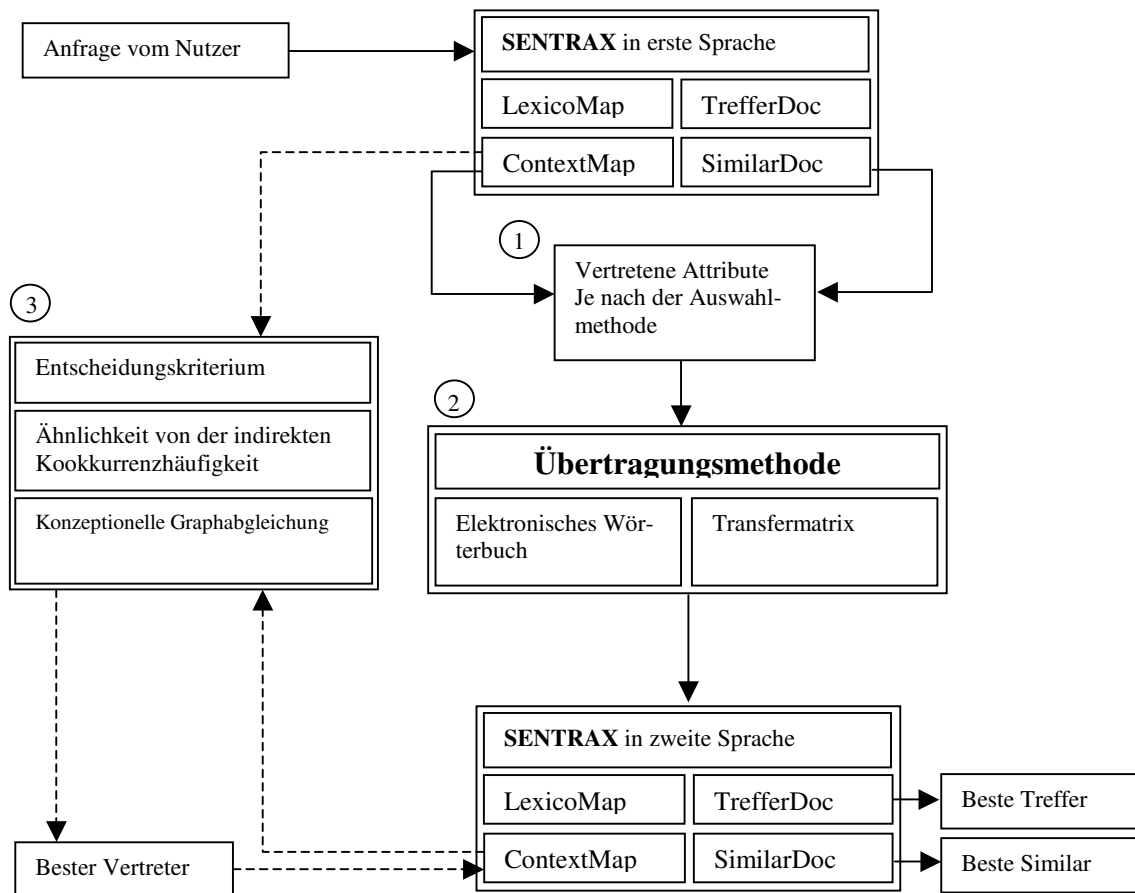 Anfrage vom Nutzer
SENTRAX in erste Sprache
LexicoMap
TrefferDoc
ContextMap
SimilarDoc
1
Vertretene Attribute
Je nach der Auswahl-
methode
3
Entscheidungskriterium
Ähnlichkeit von der indirekten
Kookkurrenzhäufigkeit
Konzeptionelle Graphabgleichung
2
Übertragungsmethode
Elektronisches Wör-
terbuch
Transfermatrix
SENTRAX in zweite Sprache
LexicoMap
TrefferDoc
Beste Treffer
ContextMap
SimilarDoc
Beste Similar
Bester Vertreter